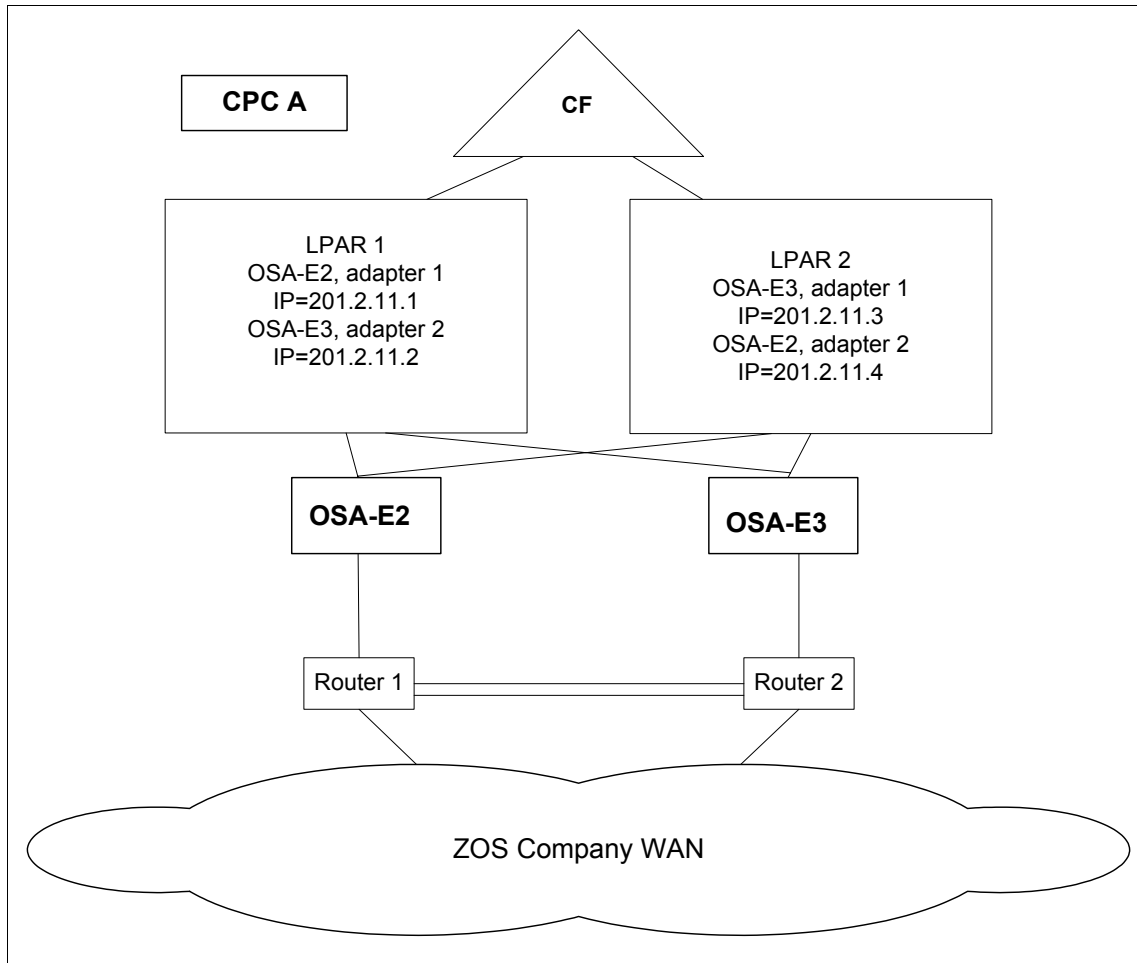 CPC A
CF
LPAR 1
OSA-E2, adapter 1
IP=201.2.11.1
OSA-E3, adapter 2
IP=201.2.11.2
LPAR 2
OSA-E3, adapter 1
IP=201.2.11.3
OSA-E2, adapter 2
IP=201.2.11.4
OSA-E2
OSA-E3
Router 1
Router 2
ZOS Company WAN